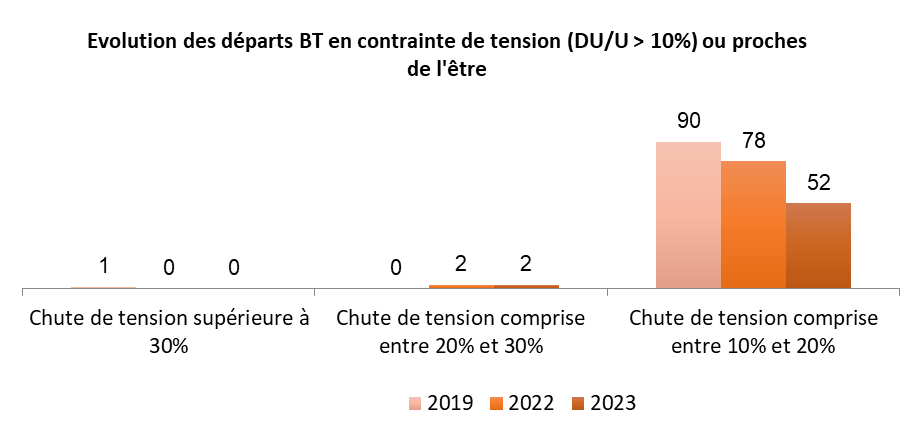 Evolution des départs BT en contrainte de tension (DU/U > 10%) ou proches
de l'être
90
78
52
1
0
0
0
2
2
Chute de tension supérieure à
30%
Chute de tension comprise
entre 20% et 30%
Chute de tension comprise
entre 10% et 20%
2019
2022
2023